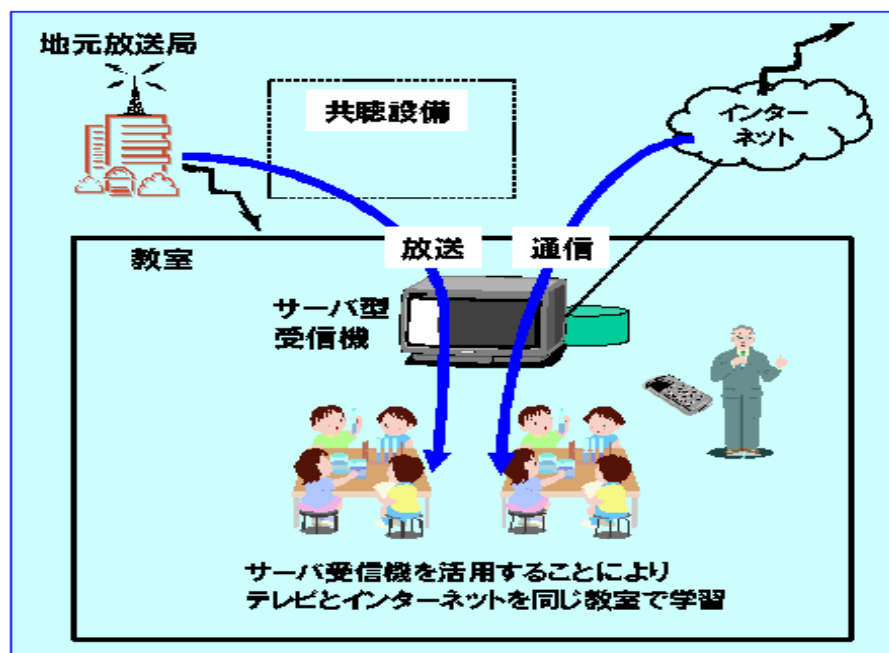 地元放送局
共聴設備
インター
ネット
放送
通信
教室
サーバ型
受信機
サーバ受信機を活用することにより
テレビとインターネットを同じ教室で学習